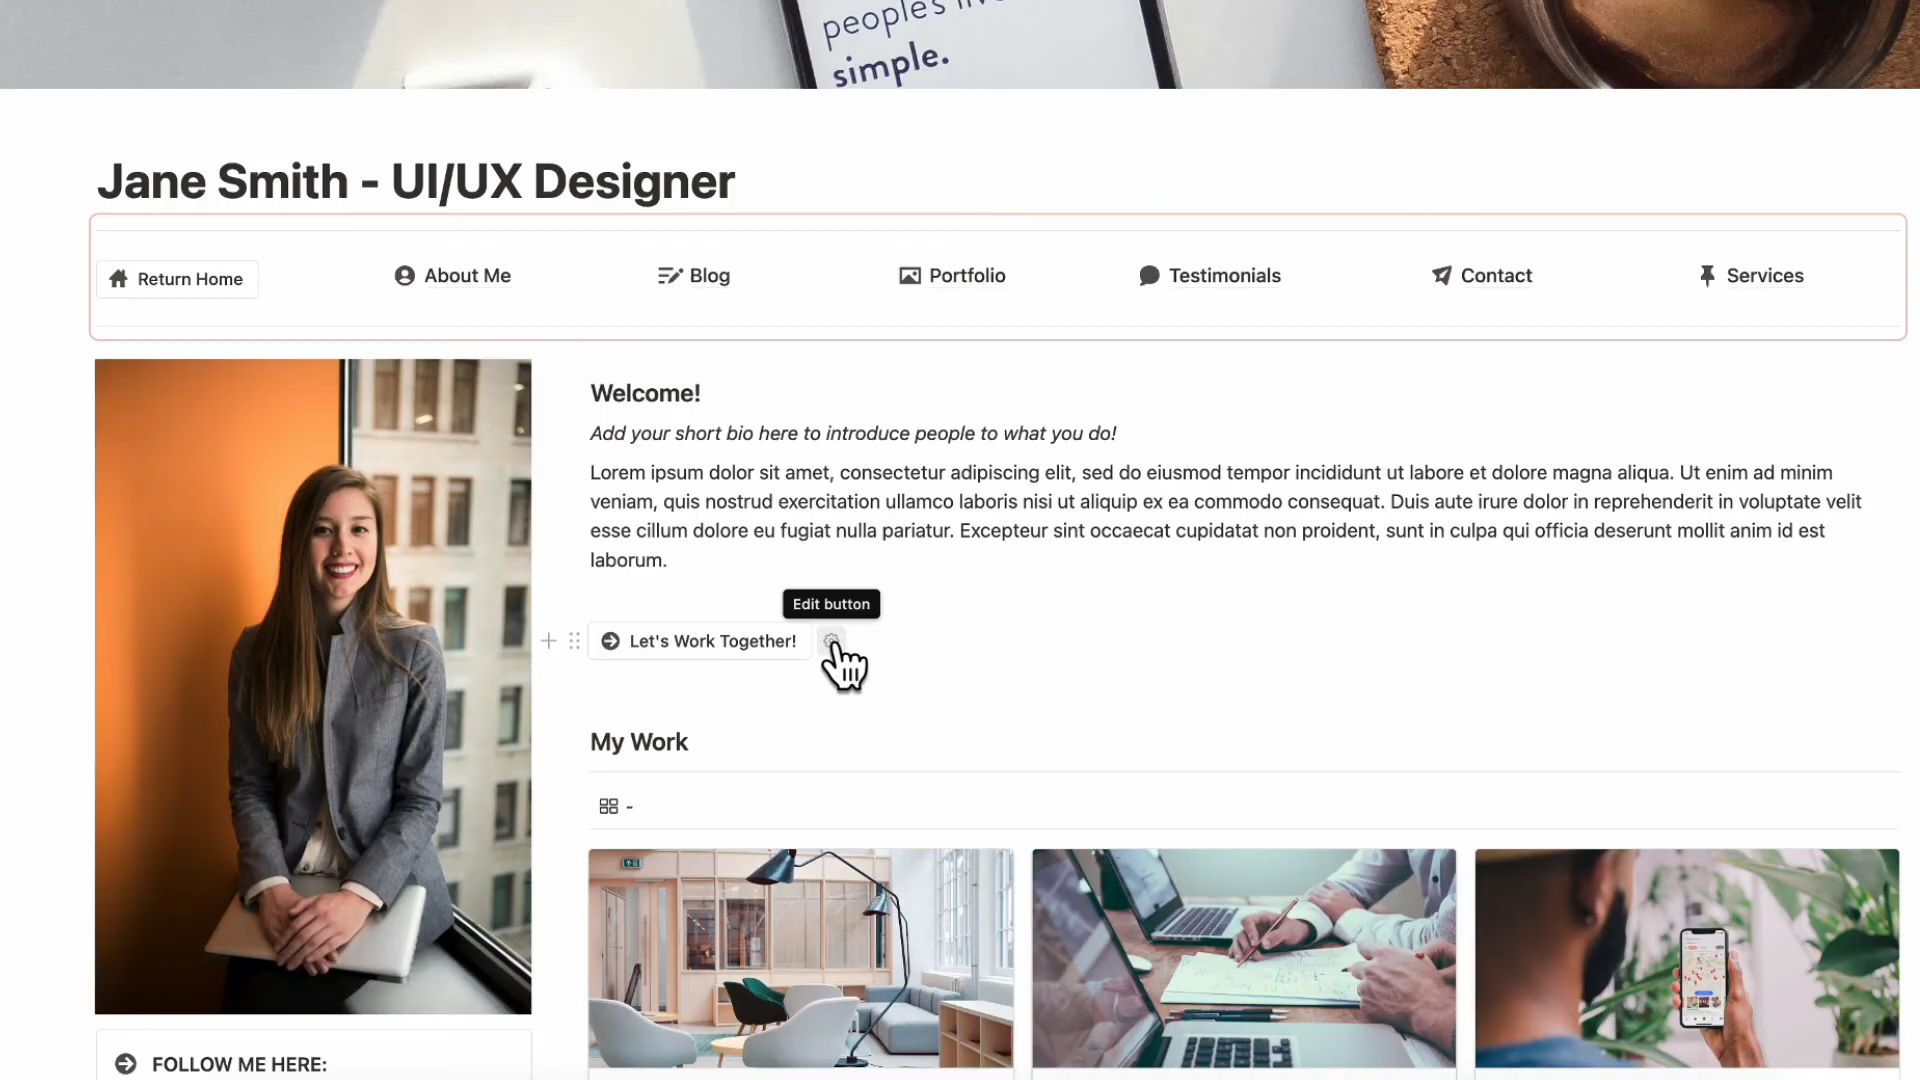 people's
simple.
Jane Smith - UI/UX Designer
Return Home
About Me
Blog
Portfolio
Testimonials
Contact
Services
Welcome!
Add your short bio here to introduce people to what you do!
Lorem ipsum dolor sit amet, consectetur adipiscing elit, sed do eiusmod tempor incididunt ut labore et dolore magna aliqua. Ut enim ad minim
veniam, quis nostrud exercitation ullamco laboris nisi ut aliquip ex ea commodo consequat. Duis aute irure dolor in reprehenderit in voluptate velit
esse cillum dolore eu fugiat nulla pariatur. Excepteur sint occaecat cupidatat non proident, sunt in culpa qui officia deserunt mollit anim id est
laborum.
Edit button
Let's Work Together!
My Work
-
FOLLOW ME HERE: